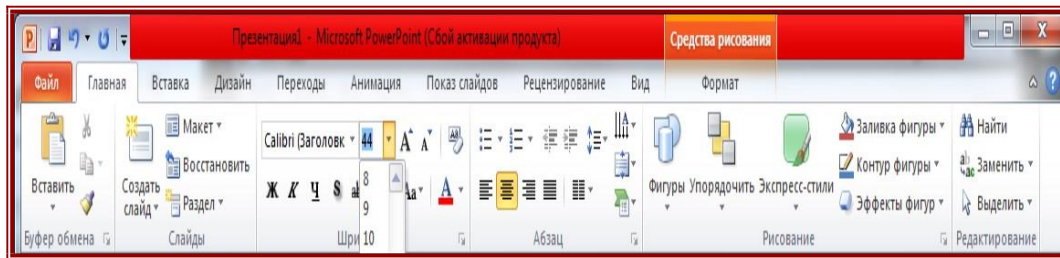 Презентация1 - Microsoft PowerPoint (Сбой активации продукта)
Средства рисования
Файл Главная Вставка Дизайн Переходы Анимация Показ слайдов Рецензирование Вид Формат
Вставить
Буфер обмена
Создать слайд
Макет
Восстановить
Раздел
Слайды
Calibri (Заголовк 44
8
9
10
Ж К Ч S Aa А
Абзац
Фигуры Упорядочить Экспресс-стили
Заливка фигуры
Контур фигуры
Эффекты фигур
Рисование
Найти
Заменить
Выделить
Редактирование